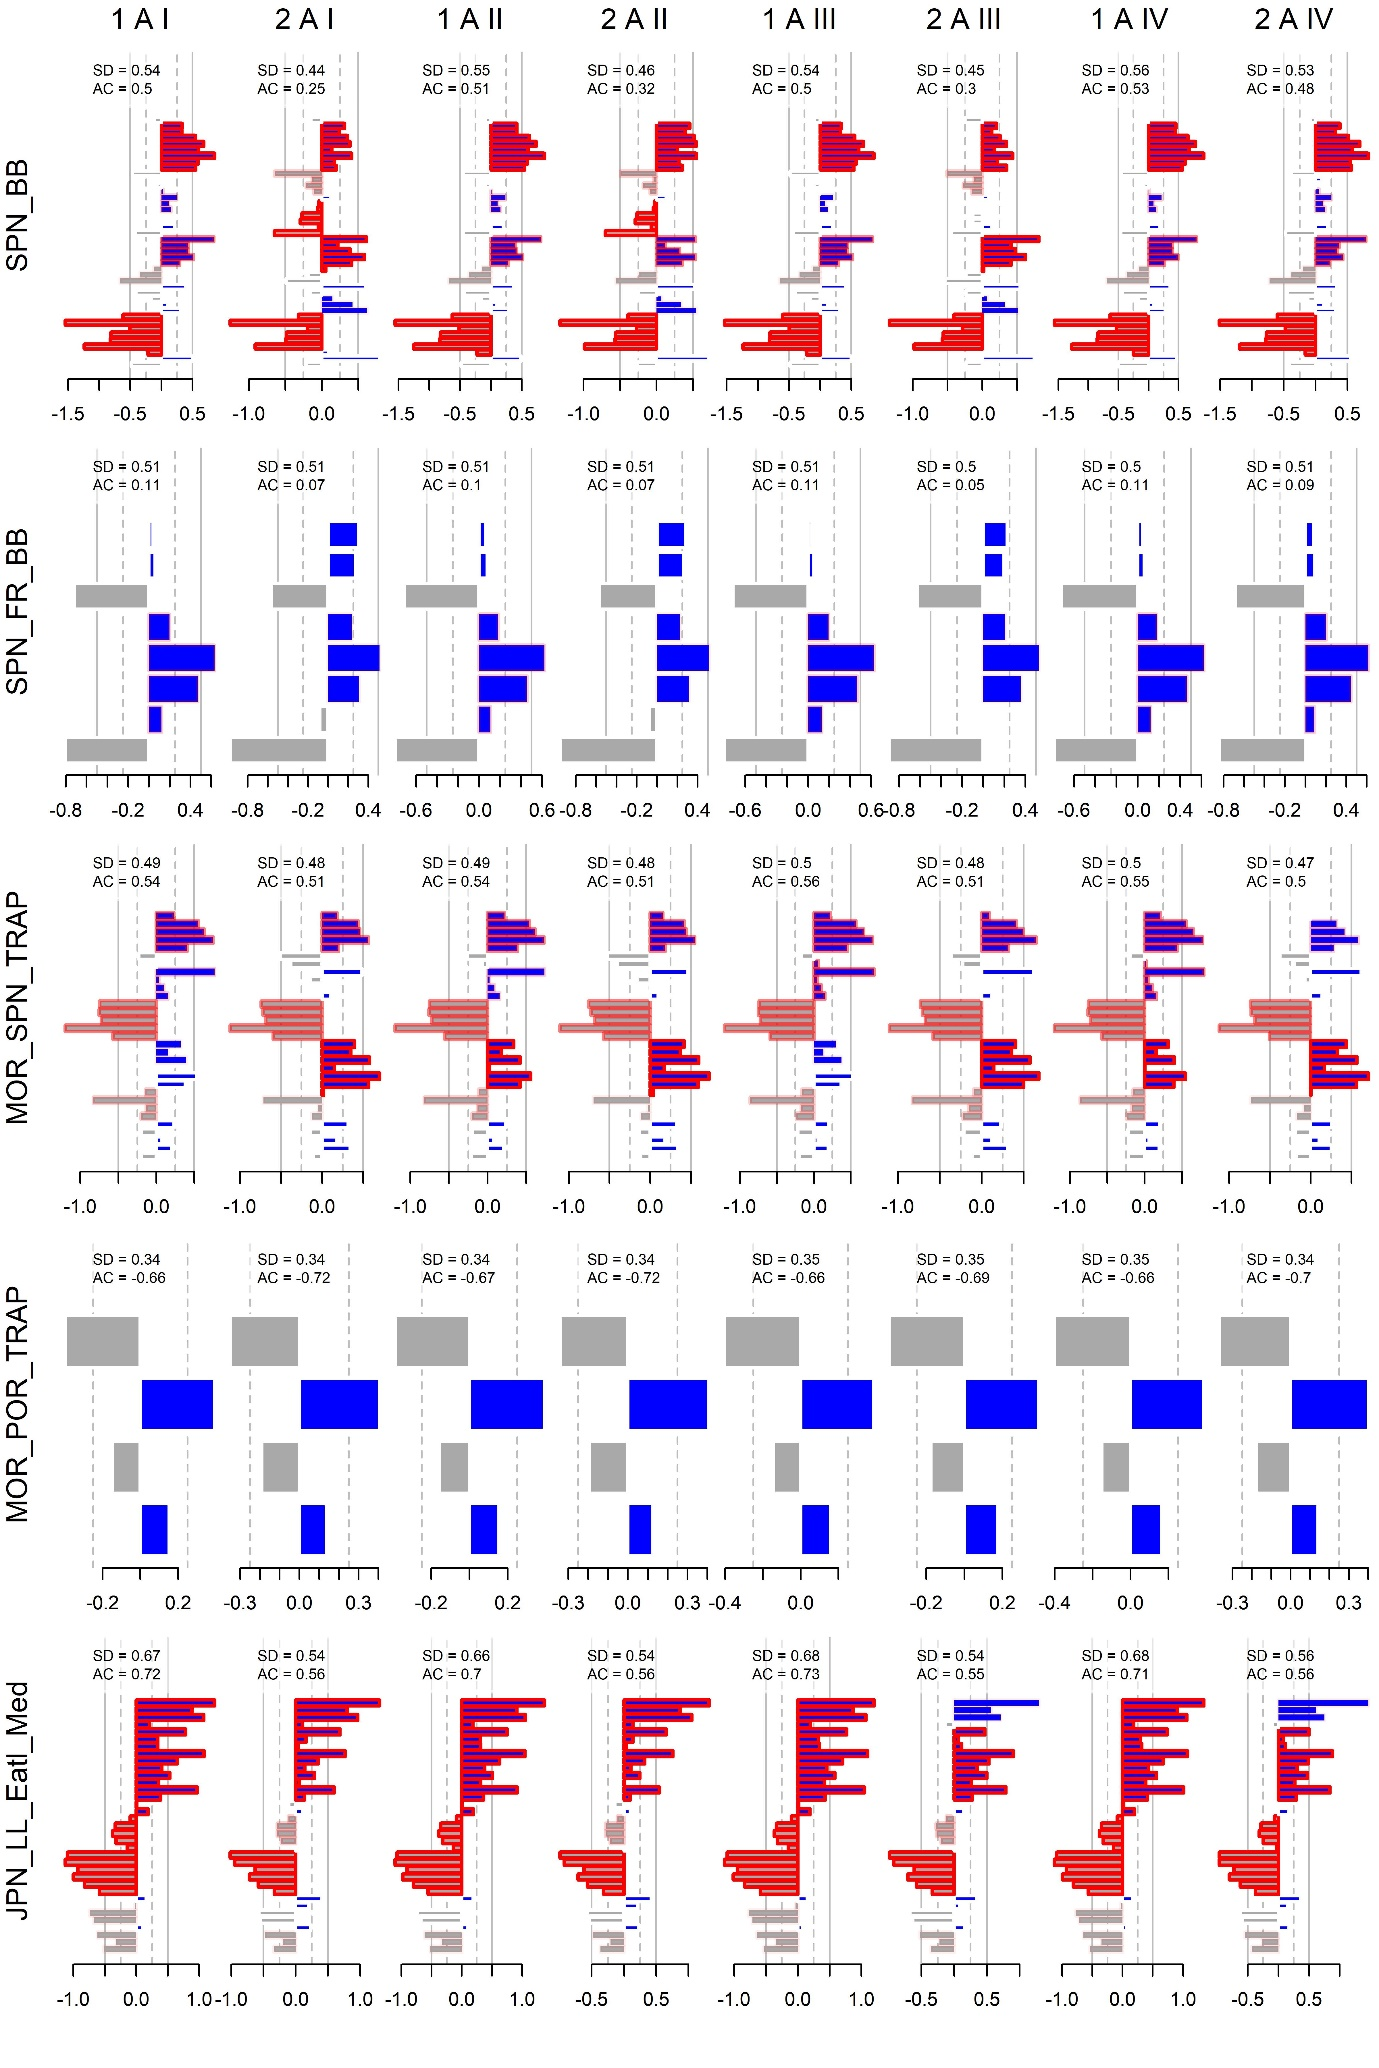 1 A I 2 A I 1 A II 2 A II 1 A III 2 A III 1 A IV 2 A IV
SPN_BB
SD = 0.54 SD = 0.44 SD = 0.55 SD = 0.46 SD = 0.54 SD = 0.45 SD = 0.56 SD = 0.53
AC = 0.5 AC = 0.25 AC = 0.51 AC = 0.32 AC = 0.5 AC = 0.3 AC = 0.53 AC = 0.48
-1.5 -0.5 0.5 -1.0 0.0 -1.5 -0.5 0.5 -1.0 0.0 -1.5 -0.5 0.5 -1.0 0.0 -1.5 -0.5 0.5 -1.5 -0.5 0.5
SPN_FR_BB
SD = 0.51 SD = 0.51 SD = 0.51 SD = 0.51 SD = 0.51 SD = 0.5 SD = 0.5 SD = 0.51
AC = 0.11 AC = 0.07 AC = 0.1 AC = 0.07 AC = 0.11 AC = 0.05 AC = 0.11 AC = 0.09
-0.8 -0.2 0.4 -0.8 -0.2 0.4 -0.6 0.0 0.6 -0.8 -0.2 0.4 -0.6 0.0 0.6 -0.8 -0.2 0.4 -0.6 0.0 0.4 -0.8 -0.2 0.4
MOR_SPN_TRAP
SD = 0.49 SD = 0.48 SD = 0.49 SD = 0.48 SD = 0.5 SD = 0.48 SD = 0.5 SD = 0.47
AC = 0.54 AC = 0.51 AC = 0.54 AC = 0.51 AC = 0.56 AC = 0.51 AC = 0.55 AC = 0.5
-1.0 0.0 -1.0 0.0 -1.0 0.0 -1.0 0.0 -1.0 0.0 -1.0 0.0 -1.0 0.0 -1.0 0.0
MOR_POR_TRAP
SD = 0.34 SD = 0.34 SD = 0.34 SD = 0.34 SD = 0.35 SD = 0.35 SD = 0.35 SD = 0.34
AC = -0.66 AC = -0.72 AC = -0.67 AC = -0.72 AC = -0.66 AC = -0.69 AC = -0.66 AC = -0.7
-0.2 0.2 -0.3 0.0 0.3 -0.2 0.2 -0.3 0.0 0.3 -0.4 0.0 -0.2 0.2 -0.4 0.0 -0.3 0.0 0.3
JPN_LL_Eatl_Med
SD = 0.67 SD = 0.54 SD = 0.66 SD = 0.54 SD = 0.68 SD = 0.54 SD = 0.68 SD = 0.56
AC = 0.72 AC = 0.56 AC = 0.7 AC = 0.56 AC = 0.73 AC = 0.55 AC = 0.71 AC = 0.56
-1.0 0.0 1.0 -1.0 0.0 1.0 -1.0 0.0 1.0 -0.5 0.5 -1.0 0.0 1.0 -0.5 0.5 -1.0 0.0 1.0 -0.5 0.5